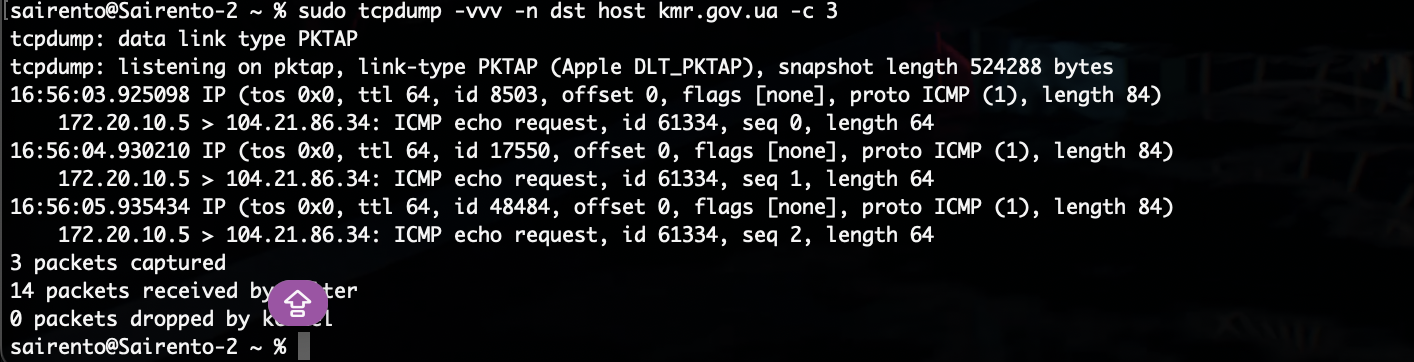 sairento@Sairento-2 ~ % sudo tcpdump -vvv -n dst host kmr.gov.ua -c 3
tcpdump: data link type PKTAP
tcpdump: listening on pktap, link-type PKTAP (Apple DLT_PKTAP), snapshot length 524288 bytes
16:56:03.925098 IP (tos 0x0, ttl 64, id 8503, offset 0, flags [none], proto ICMP (1), length 84)
    172.20.10.5 > 104.21.86.34: ICMP echo request, id 61334, seq 0, length 64
16:56:04.930210 IP (tos 0x0, ttl 64, id 17550, offset 0, flags [none], proto ICMP (1), length 84)
    172.20.10.5 > 104.21.86.34: ICMP echo request, id 61334, seq 1, length 64
16:56:05.935434 IP (tos 0x0, ttl 64, id 48484, offset 0, flags [none], proto ICMP (1), length 84)
    172.20.10.5 > 104.21.86.34: ICMP echo request, id 61334, seq 2, length 64
3 packets captured
14 packets received by
0 packets dropped by
sairento@Sairento-2 ~ %